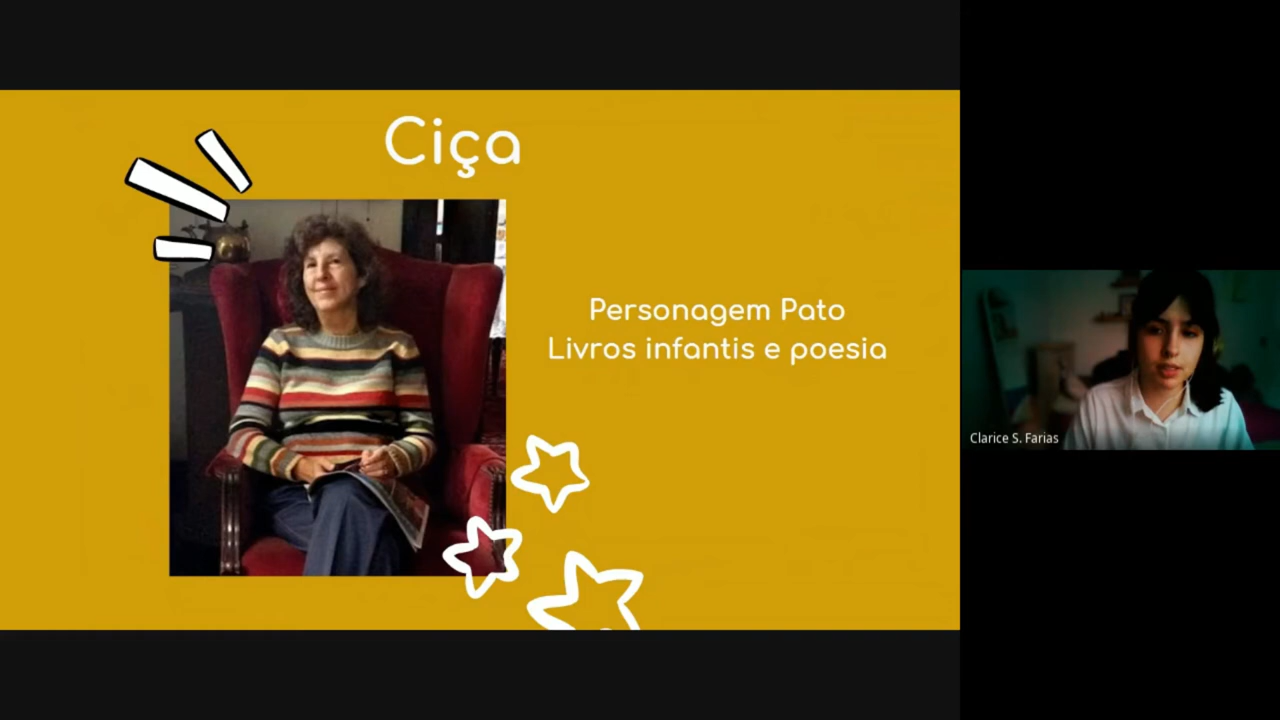 Ciça
Personagem Pato
Livros infantis e poesia
Clarice S. Farias